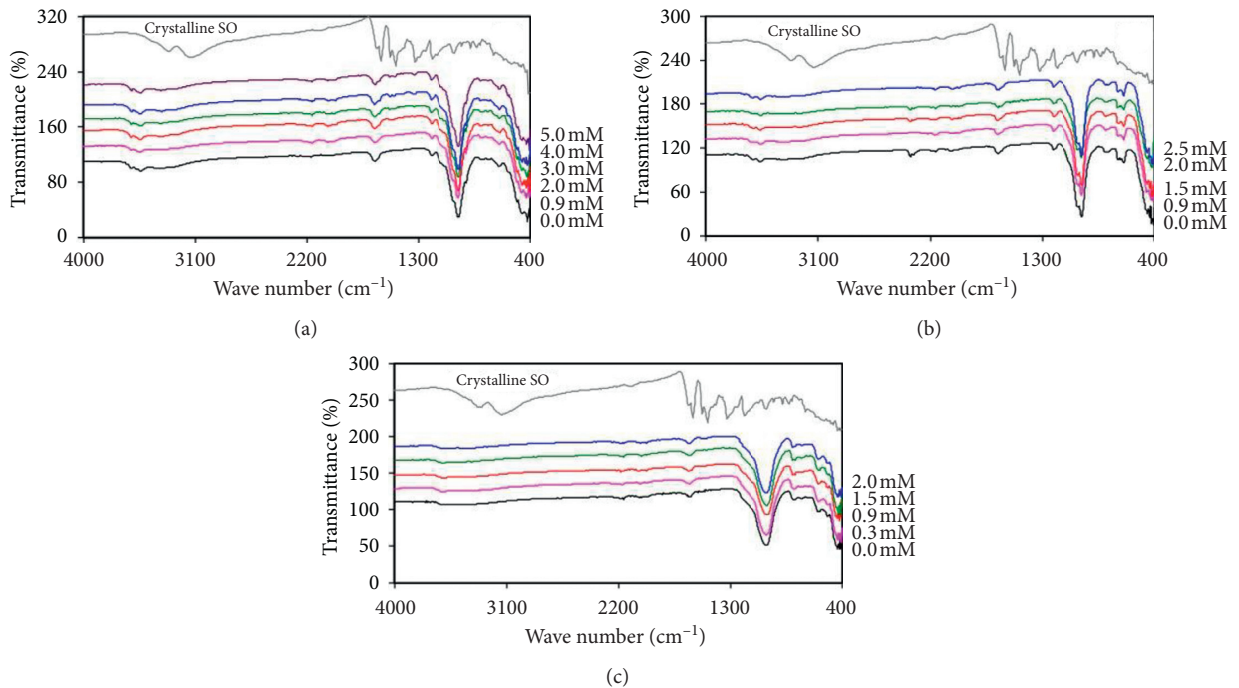 Crystalline SO
Transmittance (%)
320
240
160
80
0
5.0 mM
4.0 mM
3.0 mM
2.0 mM
0.9 mM
0.0 mM
4000 3100 2200 1300 400
Wave number (cm−1)
(a)
Crystalline SO
Transmittance (%)
300
240
180
120
60
0
2.5 mM
2.0 mM
1.5 mM
0.9 mM
0.0 mM
4000 3100 2200 1300 400
Wave number (cm−1)
(b)
Crystalline SO
Transmittance (%)
300
250
200
150
100
50
0
2.0 mM
1.5 mM
0.9 mM
0.3 mM
0.0 mM
4000 3100 2200 1300 400
Wave number (cm−1)
(c)